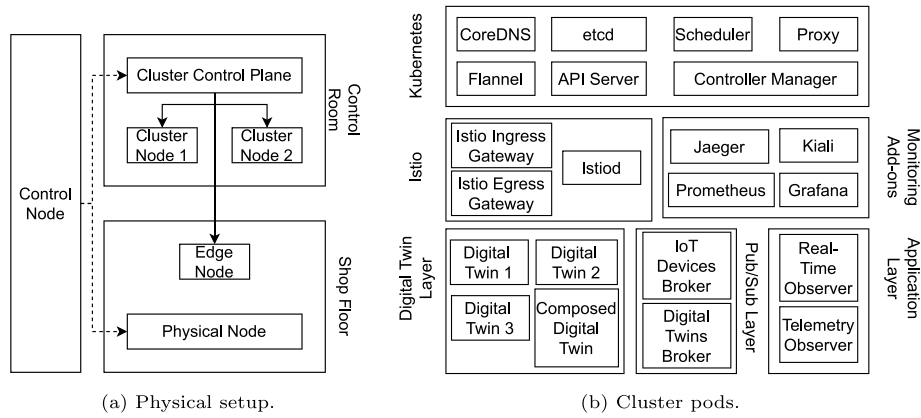 Control
Node
Cluster Control Plane
Cluster
Node 1
Cluster
Node 2
Control
Room
Edge
Node
Physical Node
Shop Floor
(a) Physical setup.
Kubernetes
CoreDNS
etcd
Scheduler
Proxy
Flannel
API Server
Controller Manager
Istio
Istio Ingress
Gateway
Istio Egress
Gateway
Istiod
Jaeger
Kiali
Prometheus
Grafana
Monitoring
Add-ons
Digital Twin
Layer
Digital
Twin 1
Digital
Twin 2
Digital
Twin 3
Composed
Digital
Twin
IoT
Devices
Broker
Digital
Twins
Broker
Pub/Sub Layer
Real-
Time
Observer
Telemetry
Observer
Application
Layer
(b) Cluster pods.